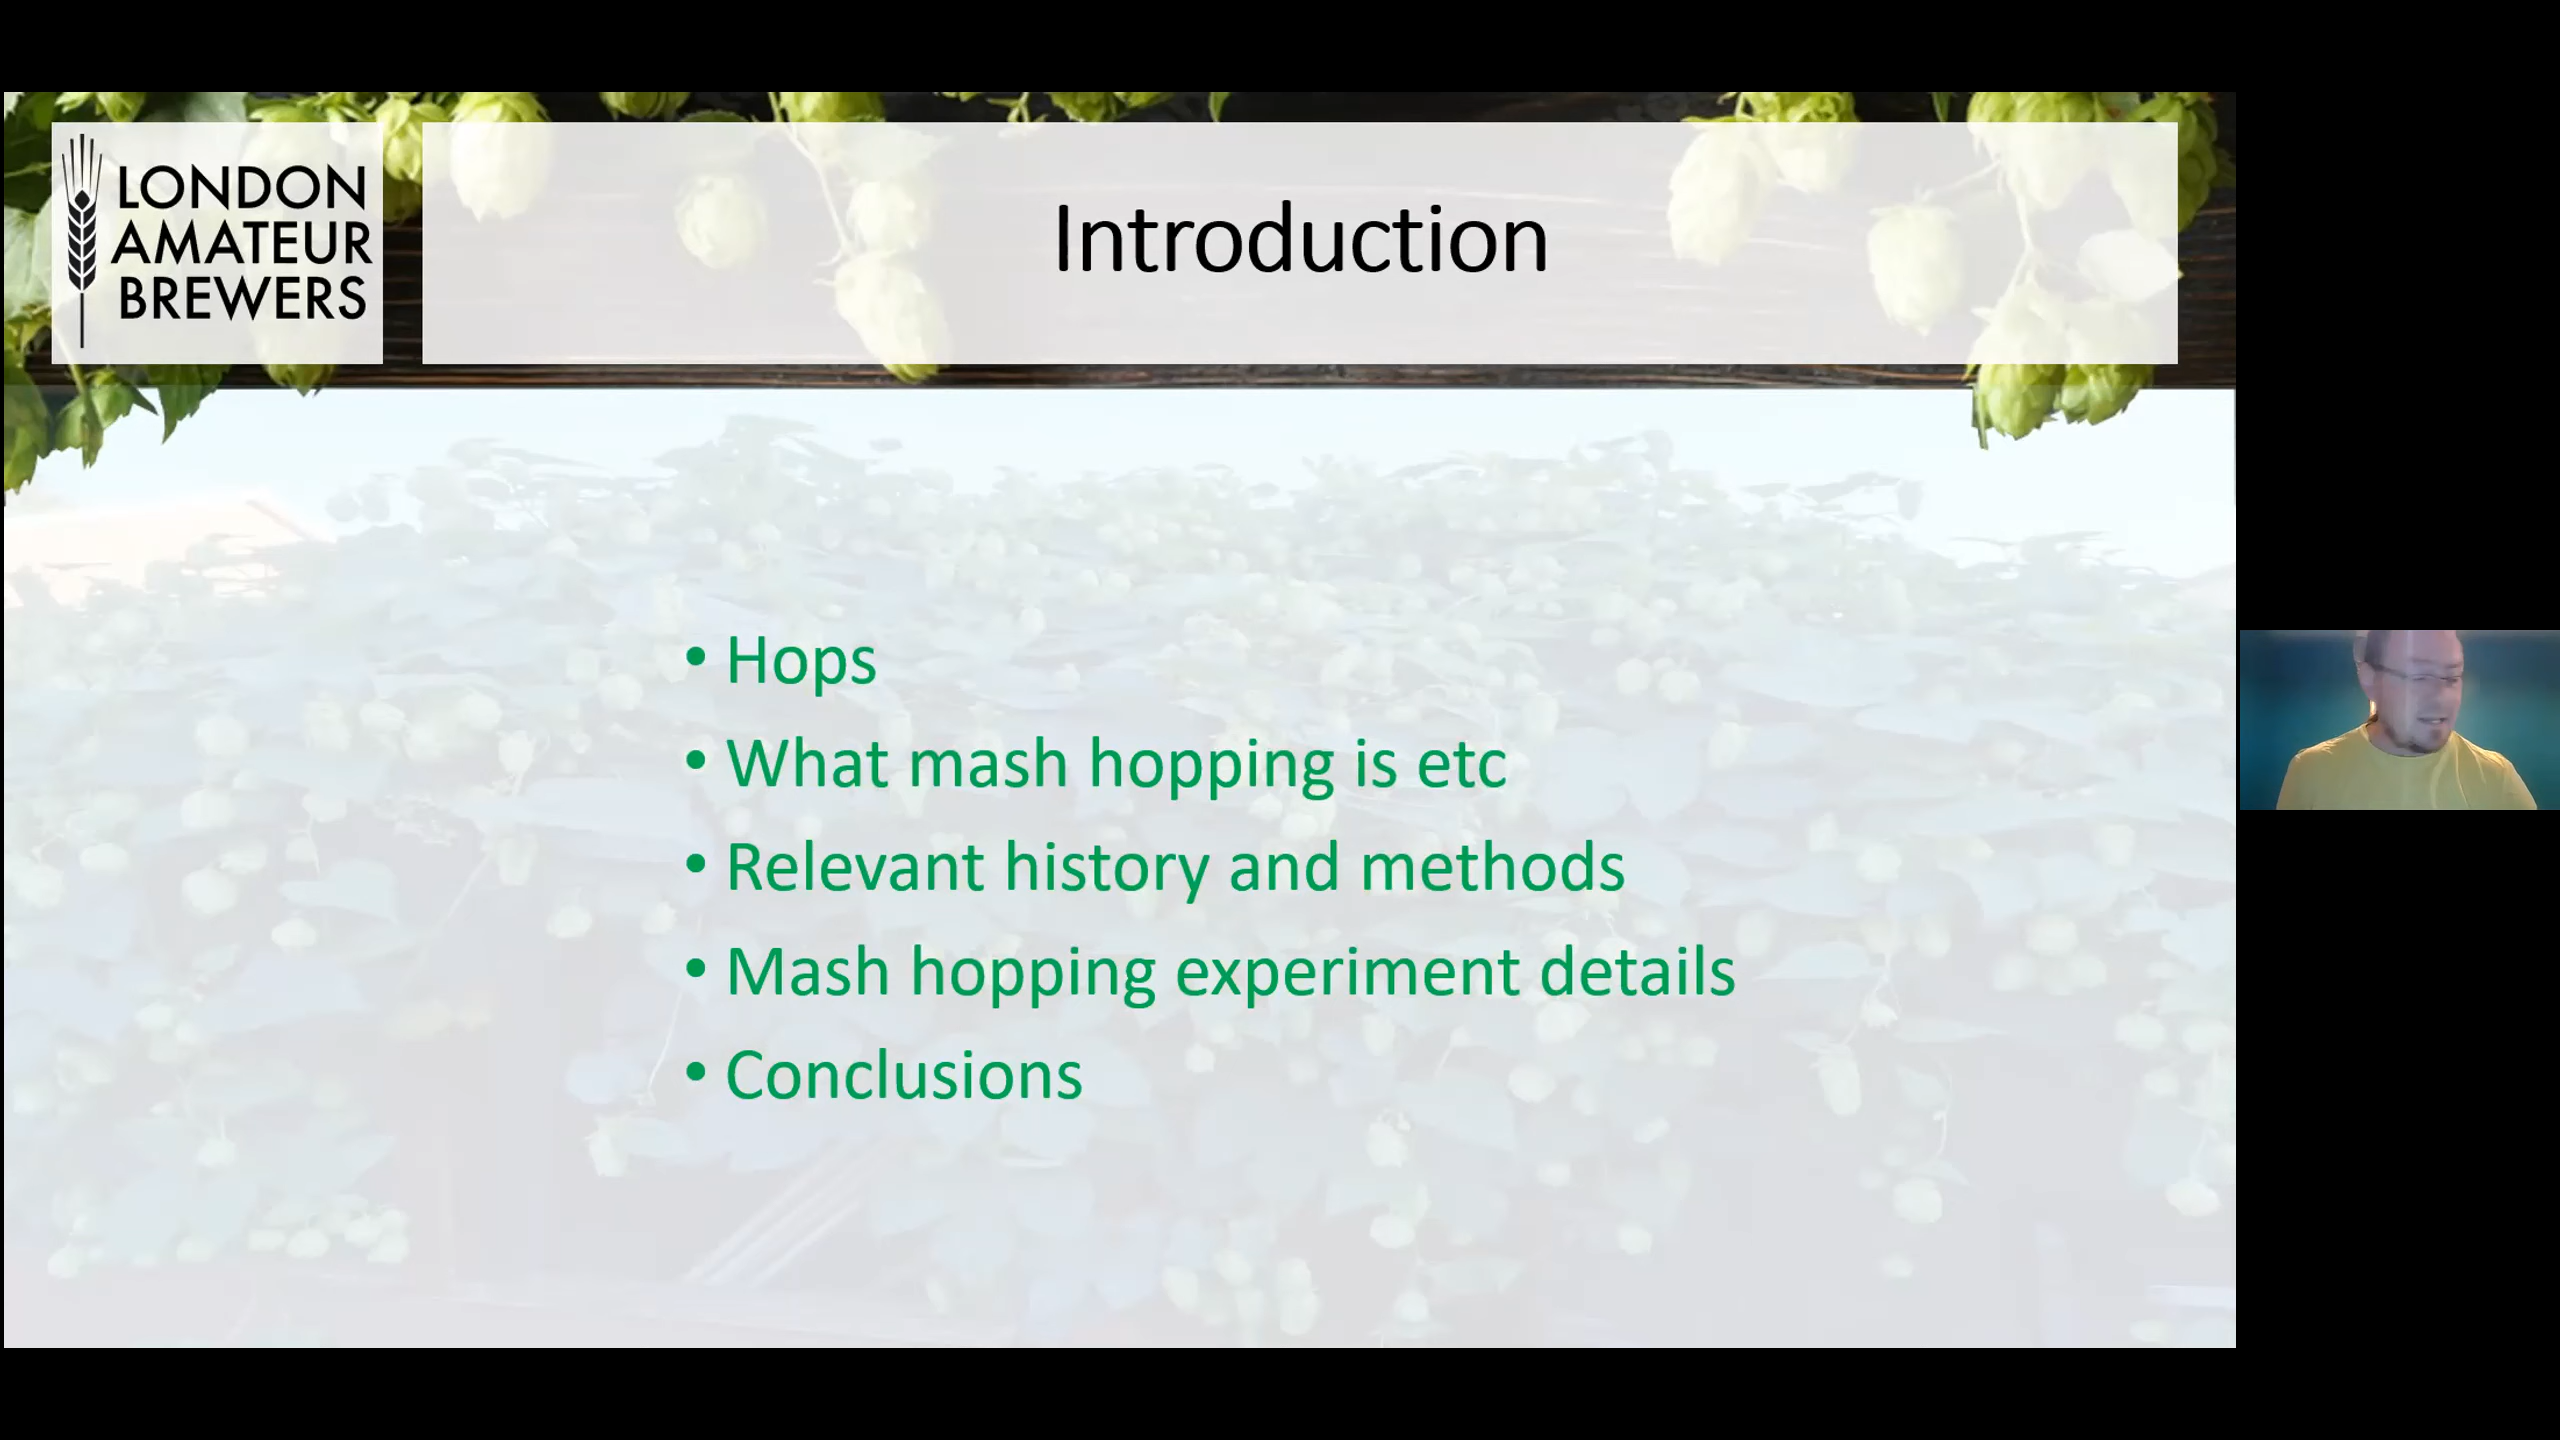 LONDON
AMATEUR
BREWERS
Introduction
• Hops
• What mash hopping is etc
• Relevant history and methods
• Mash hopping experiment details
• Conclusions